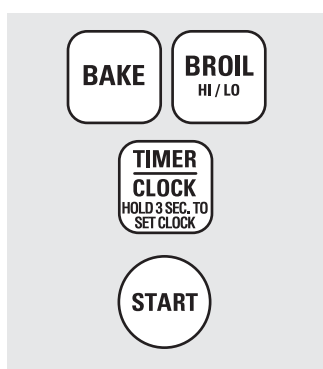 BAKE
BROIL
HI / LO
TIMER
CLOCK
HOLD 3 SEC. TO
SET CLOCK
START